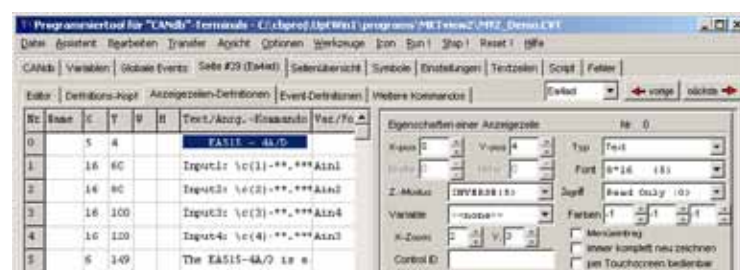 Programmiertool für "CANdb"-Terminals - C:\cbproj\UptWin1\programs\MKTview2\MV2_Demo.CVT
Datei Assistent Bearbeiten Transfer Ansicht Optionen Werkzeuge Icon Run ! Stop ! Reset ! Hilfe
CANdb Variablen Globale Events Seite #29 (Ea4ad) Seitenübersicht Symbole Einstellungen Textzeilen Script Fehler
Editor Definitions-Kopf Anzeigezeilen-Definitionen Event-Definitionen Weitere Kommandos Ea4ad vorige nächste
Nr Name X Y W H Text/Anzg.-Kommando Var/Fo
Eigenschaften einer Anzeigezeile Nr. 0
0 5 4 EA515 - 4A/D
X-pos 5 Y-pos 4 Typ Text
1 16 60 Input1: \c(1)-**.*** Ain1
Font 8*16 (5)
2 16 80 Input2: \c(2)-**.*** Ain2
Z.-Modus INVERSE(5) Zugriff Read Only (0)
3 16 100 Input3: \c(3)-**.*** Ain4
Variable --none-- Farben -1 -1 -1
4 16 120 Input4: \c(4)-**.*** Ain3
X-Zoom: 2 Y: 3 Menüeintrag
immer komplett neu zeichnen
5 6 149 The EA515-4A/D is a
Control ID per Touchscreen bedienbar